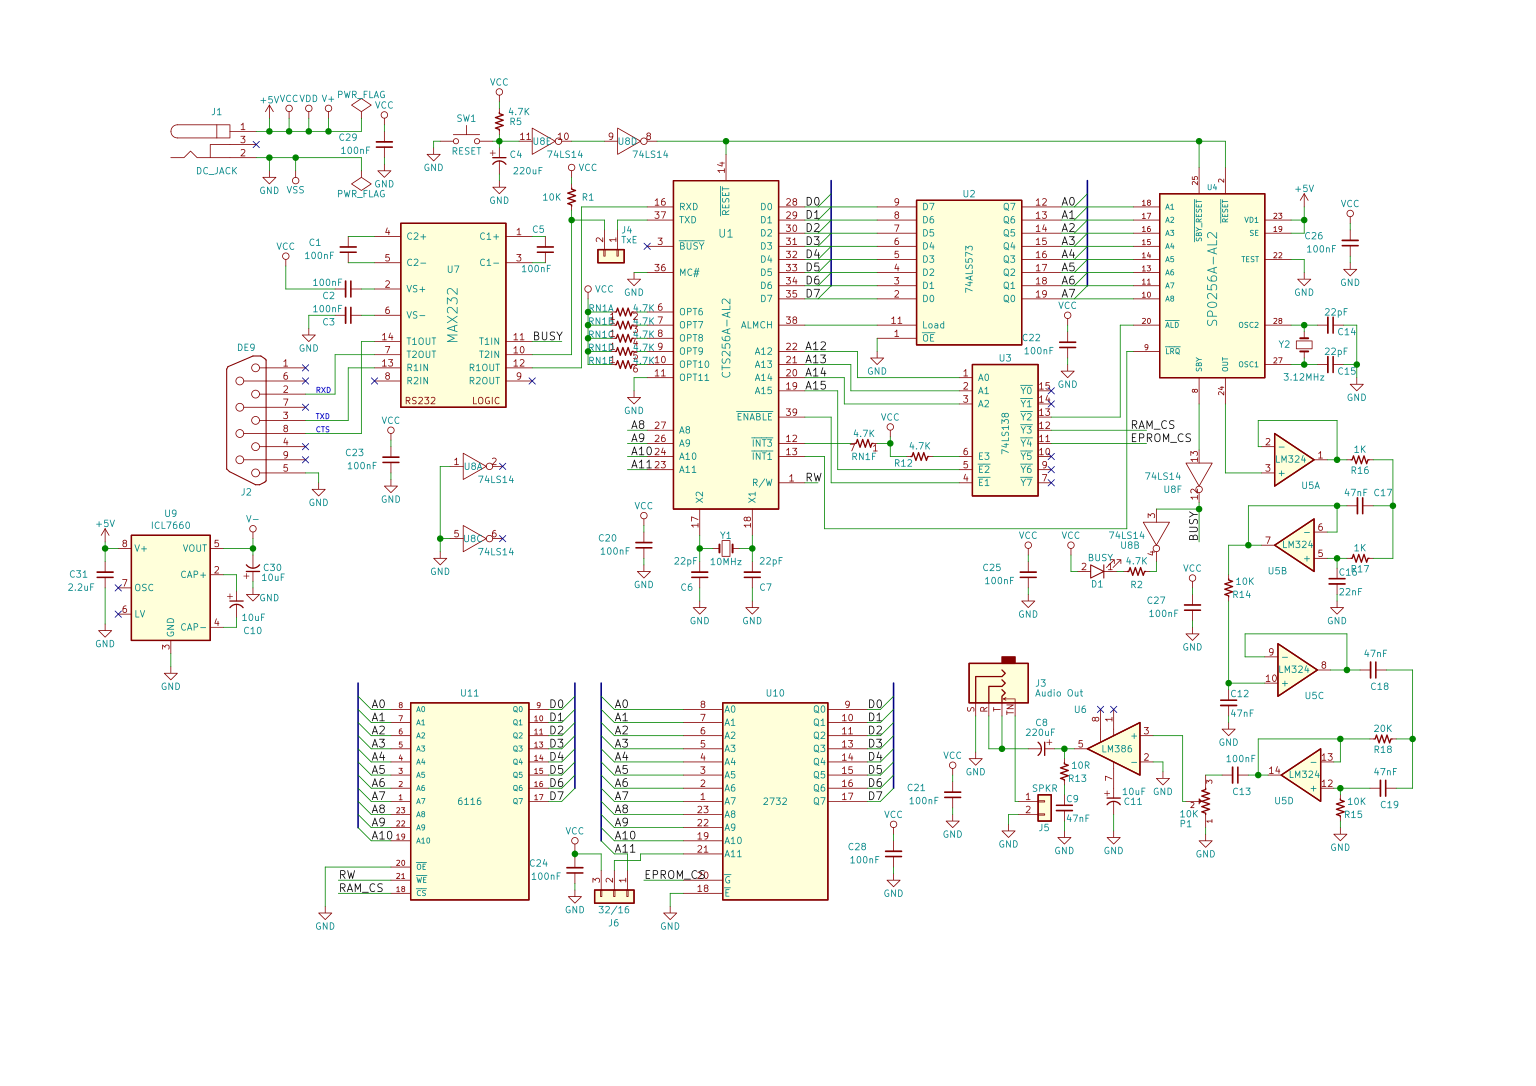 J1
+5V VCC VDD V+ PWR_FLAG
1
3
2
DC_JACK
GND
VSS
PWR_FLAG
VCC
C29
100nF
GND
SW1
RESET
GND
VCC
4.7K
R5
C4
220uF
GND
11 U8E 10
74LS14
9 U8D 8
74LS14
VCC
10K R1
J4
TxE
2 1
C1
100nF
C5
100nF
VCC
100nF
C2
100nF
C3
GND
U7
MAX232
4 C2+
5 C2-
2 VS+
6 VS-
14 T1OUT
7 T2OUT
13 R1IN
8 R2IN
C1+ 1
C1- 3
T1IN 11 BUSY
T2IN 10
R1OUT 12
R2OUT 9
RS232 LOGIC
DE9
1
6
2 RXD
7
3 TXD
8 CTS
4
9
5
J2
GND
VCC
C23
100nF
GND
1 U8A 2
74LS14
5 U8C 6
74LS14
GND
U1
CTS256A-AL2
14
RESET
16 RXD
37 TXD
3 BUSY
36 MC#
GND
VCC
RN1A 4.7K
RN1B 4.7K
RN1C 4.7K
RN1D 4.7K
RN1E 4.7K
6 OPT6
7 OPT7
8 OPT8
9 OPT9
10 OPT10
11 OPT11
GND
A8 27 A8
A9 26 A9
A10 24 A10
A11 23 A11
D0 28 D0
D1 29 D1
D2 30 D2
D3 31 D3
D4 32 D4
D5 33 D5
D6 34 D6
D7 35 D7
ALMCH 38
A12 22 A12
A13 21 A13
A14 20 A14
A15 19 A15
ENABLE 39
INT3 12
INT1 13
R/W 1 RW
X2 X1
17 18
Y1
10MHz
22pF
C6
22pF
C7
GND
GND
VCC
C20
100nF
GND
U2
74ALS573
9 D7
8 D6
7 D5
6 D4
5 D3
4 D2
3 D1
2 D0
11 Load
1 OE
Q7 12 A0
Q6 13 A1
Q5 14 A2
Q4 15 A3
Q3 16 A4
Q2 17 A5
Q1 18 A6
Q0 19 A7
GND
VCC
C22
100nF
GND
U3
74LS138
1 A0
2 A1
3 A2
6 E3
5 E2
4 E1
Y0 15
Y1 14
Y2 13
Y3 12 RAM_CS
Y4 11 EPROM_CS
Y5 10
Y6 9
Y7 7
VCC
4.7K
RN1F
4.7K
R12
U4
SP0256A-AL2
25 2
SBY_RESET RESET
18 A1
17 A2
16 A3
15 A4
14 A5
13 A6
11 A7
10 A8
20 ALD
9 LRQ
VD1 23
SE 19
TEST 22
OSC2 28
OSC1 27
SBY OUT
8 24
+5V
GND
VCC
C26
100nF
GND
22pF
C14
Y2
3.12MHz
22pF
C15
GND
13
74LS14
U8F
12
BUSY
3
74LS14
U8B
4
VCC
BUSY
2 1
D1
4.7K
R2
VCC
C25
100nF
GND
VCC
C27
100nF
GND
2
3
LM324 1
U5A
1K
R16
47nF C17
7 LM324
6
5
U5B
1K
R17
C16
22nF
GND
10K
R14
9
10
LM324 8
U5C
47nF
C18
C12
47nF
GND
20K
R18
14 LM324
13
12
U5D
47nF
C19
10K
R15
GND
100nF
C13
10K
P1
2
1
GND
U6
LM386
8 1
3
2
5
7
GND
10uF
C11
GND
C8
220uF
10R
R13
C9
47nF
GND
J3
Audio Out
S R T TN
GND
SPKR
1
2
J5
GND
VCC
C21
100nF
GND
VCC
C28
100nF
GND
U9
ICL7660
+5V
8 V+
7 OSC
6 LV
VOUT 5
CAP+ 2
CAP- 4
GND
3
GND
C31
2.2uF
GND
V-
C30
10uF
GND
10uF
C10
U11
6116
A0 8 A0
A1 7 A1
A2 6 A2
A3 5 A3
A4 4 A4
A5 3 A5
A6 2 A6
A7 1 A7
A8 23 A8
A9 22 A9
A10 19 A10
20 OE
RW 21 WE
RAM_CS 18 CS
GND
Q0 9 D0
Q1 10 D1
Q2 11 D2
Q3 13 D3
Q4 14 D4
Q5 15 D5
Q6 16 D6
Q7 17 D7
VCC
C24
100nF
GND
3 2 1
32/16
J6
U10
2732
A0 8 A0
A1 7 A1
A2 6 A2
A3 5 A3
A4 4 A4
A5 3 A5
A6 2 A6
A7 1 A7
A8 23 A8
A9 22 A9
A10 19 A10
A11 21 A11
EPROM_CS 20 G
18 E
GND
Q0 9 D0
Q1 10 D1
Q2 11 D2
Q3 13 D3
Q4 14 D4
Q5 15 D5
Q6 16 D6
Q7 17 D7